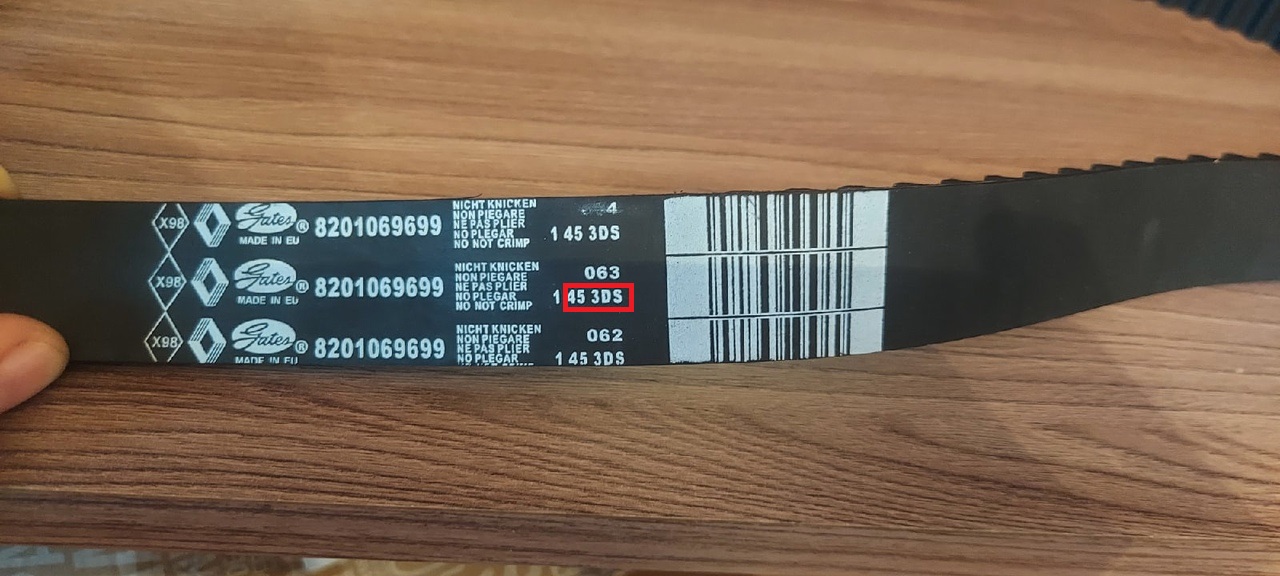 X98 Gates® MADE IN EU 8201069699
NICHT KNICKEN
NON PIEGARE
NE PAS PLIER
NO PLEGAR
NO NOT CRIMP
4
1 45 3DS
X98 Gates® MADE IN EU 8201069699
NICHT KNICKEN
NON PIEGARE
NE PAS PLIER
NO PLEGAR
NO NOT CRIMP
063
1 45 3DS
X98 Gates® MADE IN EU 8201069699
NICHT KNICKEN
NON PIEGARE
NE PAS PLIER
NO PLEGAR
062
1 45 3DS